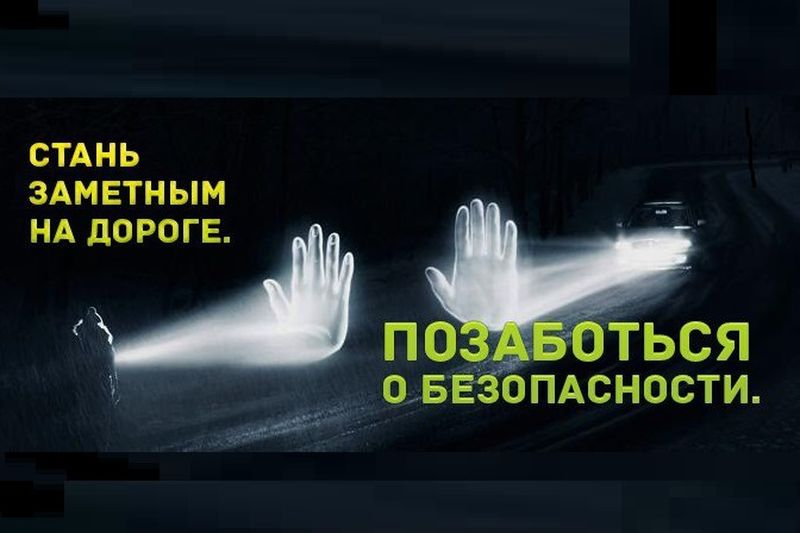 СТАНЬ
ЗАМЕТНЫМ
НА ДОРОГЕ.
ПОЗАБОТЬСЯ
О БЕЗОПАСНОСТИ.